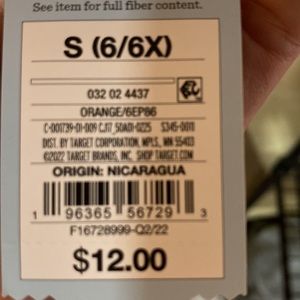 See item for full fiber content.
S (6/6X)
032 02 4437
ORANGE/6EP86
C-001739-01-009 CJ17_50A01-0225 S345-0011
DIST. BY TARGET CORPORATION, MPLS, MN 55403
©2022 TARGET BRANDS, INC. SHOP TARGET.COM
ORIGIN: NICARAGUA
1 96365 56729 3
F16728999-Q2/22
$12.00